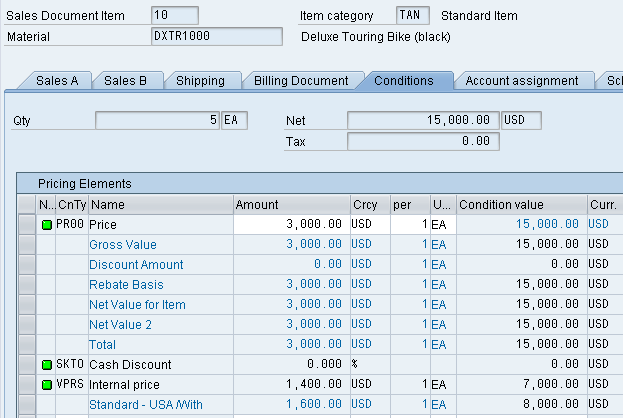 Sales Document Item 10 Item category TAN Standard Item
Material DXTR1000 Deluxe Touring Bike (black)
Sales A Sales B Shipping Billing Document Conditions Account assignment Sc
Qty 5 EA Net 15,000.00 USD
Tax 0.00
Pricing Elements
N... CnTy Name Amount Crcy per U... Condition value Curr.
PR00 Price 3,000.00 USD 1 EA 15,000.00 USD
Gross Value 3,000.00 USD 1 EA 15,000.00 USD
Discount Amount 0.00 USD 1 EA 0.00 USD
Rebate Basis 3,000.00 USD 1 EA 15,000.00 USD
Net Value for Item 3,000.00 USD 1 EA 15,000.00 USD
Net Value 2 3,000.00 USD 1 EA 15,000.00 USD
Total 3,000.00 USD 1 EA 15,000.00 USD
SKTO Cash Discount 0.000 % 0.00 USD
VPRS Internal price 1,400.00 USD 1 EA 7,000.00 USD
Standard - USA /With 1,600.00 USD 1 EA 8,000.00 USD